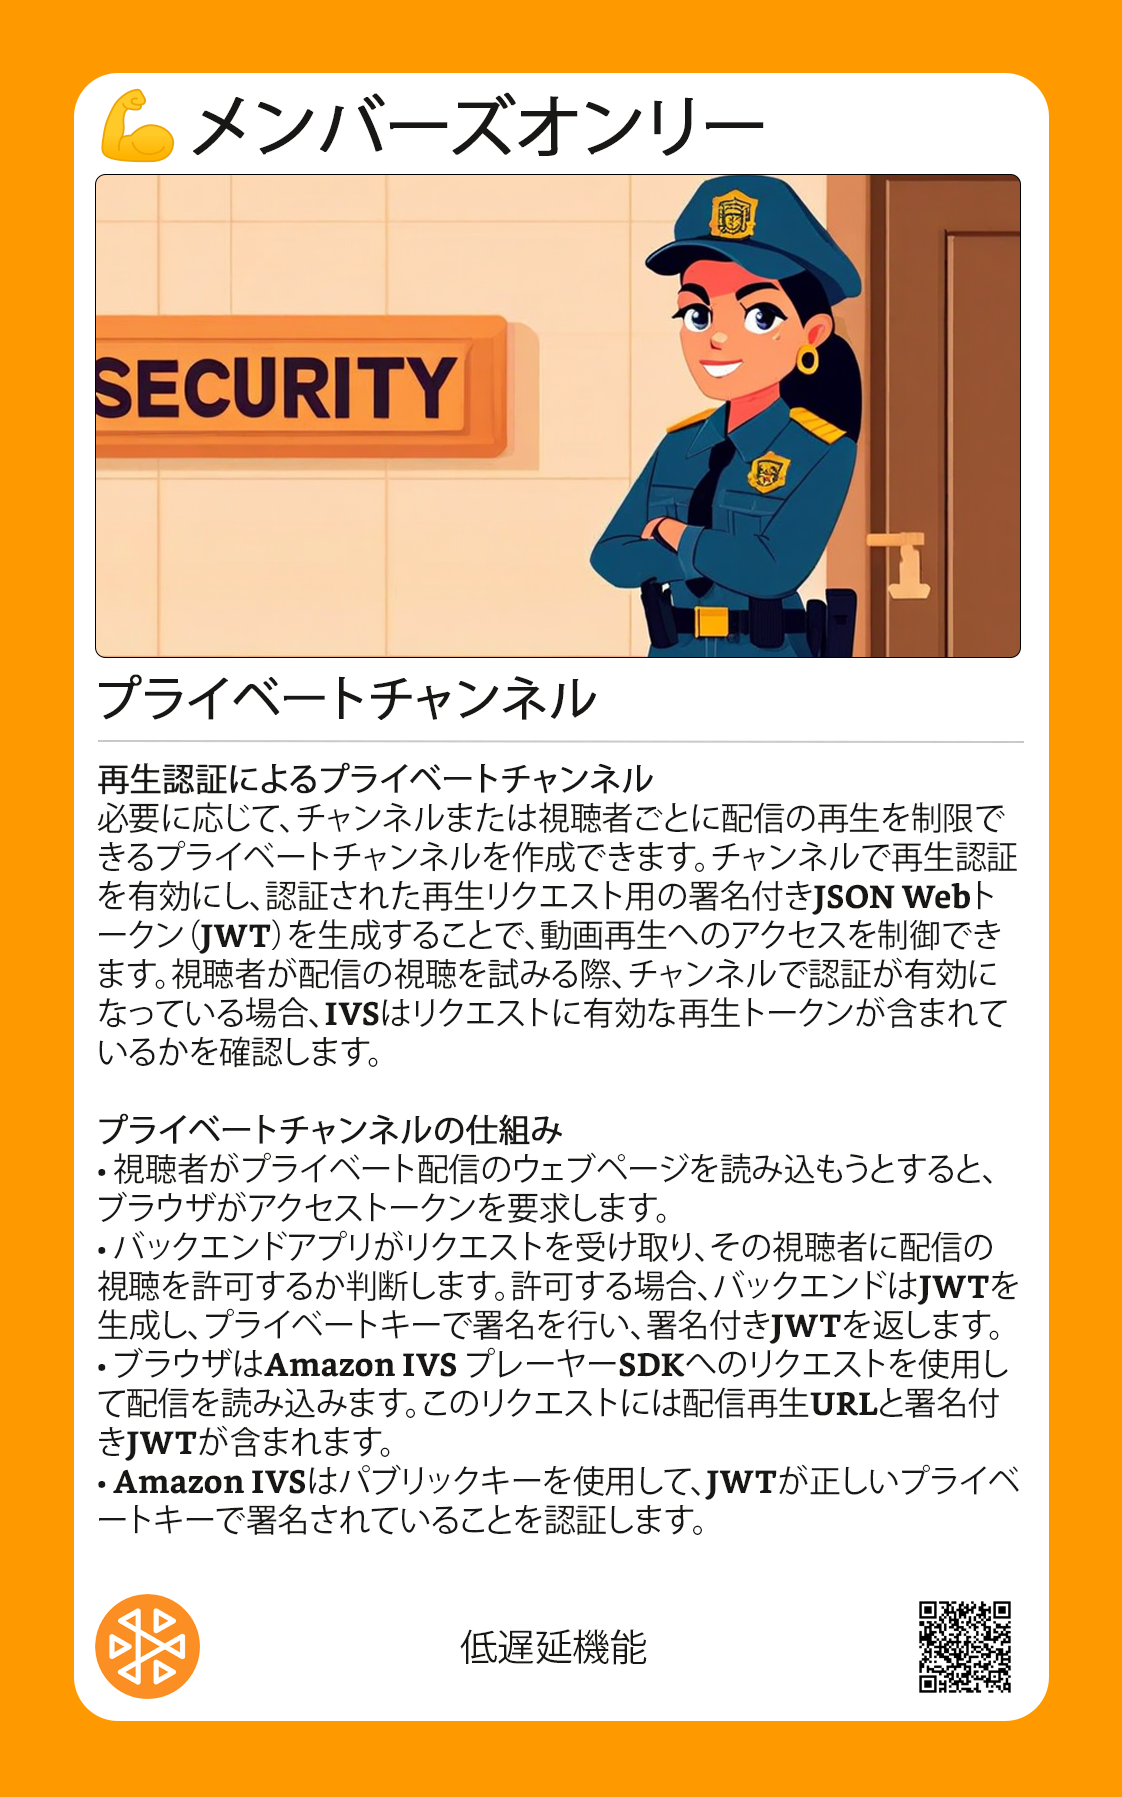 💪 メンバーズオンリー
SECURITY
プライベートチャンネル
再生認証によるプライベートチャンネル
必要に応じて、チャンネルまたは視聴者ごとに配信の再生を制限で
きるプライベートチャンネルを作成できます。チャンネルで再生認証
を有効にし、認証された再生リクエスト用の署名付きJSON Webト
ークン（JWT）を生成することで、動画再生へのアクセスを制御でき
ます。視聴者が配信の視聴を試みる際、チャンネルで認証が有効に
なっている場合、IVSはリクエストに有効な再生トークンが含まれて
いるかを確認します。
プライベートチャンネルの仕組み
• 視聴者がプライベート配信のウェブページを読み込もうとすると、
ブラウザがアクセストークンを要求します。
• バックエンドアプリがリクエストを受け取り、その視聴者に配信の
視聴を許可するか判断します。許可する場合、バックエンドはJWTを
生成し、プライベートキーで署名を行い、署名付きJWTを返します。
• ブラウザはAmazon IVS プレーヤーSDKへのリクエストを使用し
て配信を読み込みます。このリクエストには配信再生URLと署名付
きJWTが含まれます。
• Amazon IVSはパブリックキーを使用して、JWTが正しいプライベ
ートキーで署名されていることを認証します。
低遅延機能